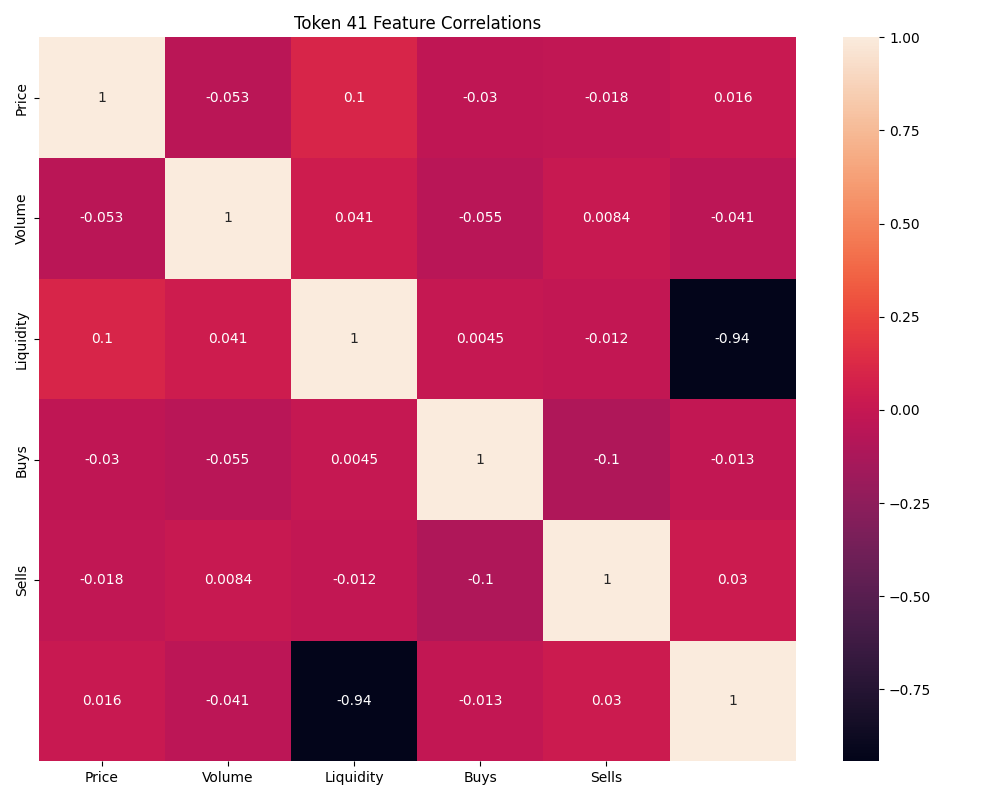 Token 41 Feature Correlations
Price 1 -0.053 0.1 -0.03 -0.018 0.016
Volume -0.053 1 0.041 -0.055 0.0084 -0.041
Liquidity 0.1 0.041 1 0.0045 -0.012 -0.94
Buys -0.03 -0.055 0.0045 1 -0.1 -0.013
Sells -0.018 0.0084 -0.012 -0.1 1 0.03
0.016 -0.041 -0.94 -0.013 0.03 1
Price Volume Liquidity Buys Sells
1.00
0.75
0.50
0.25
0.00
−0.25
−0.50
−0.75